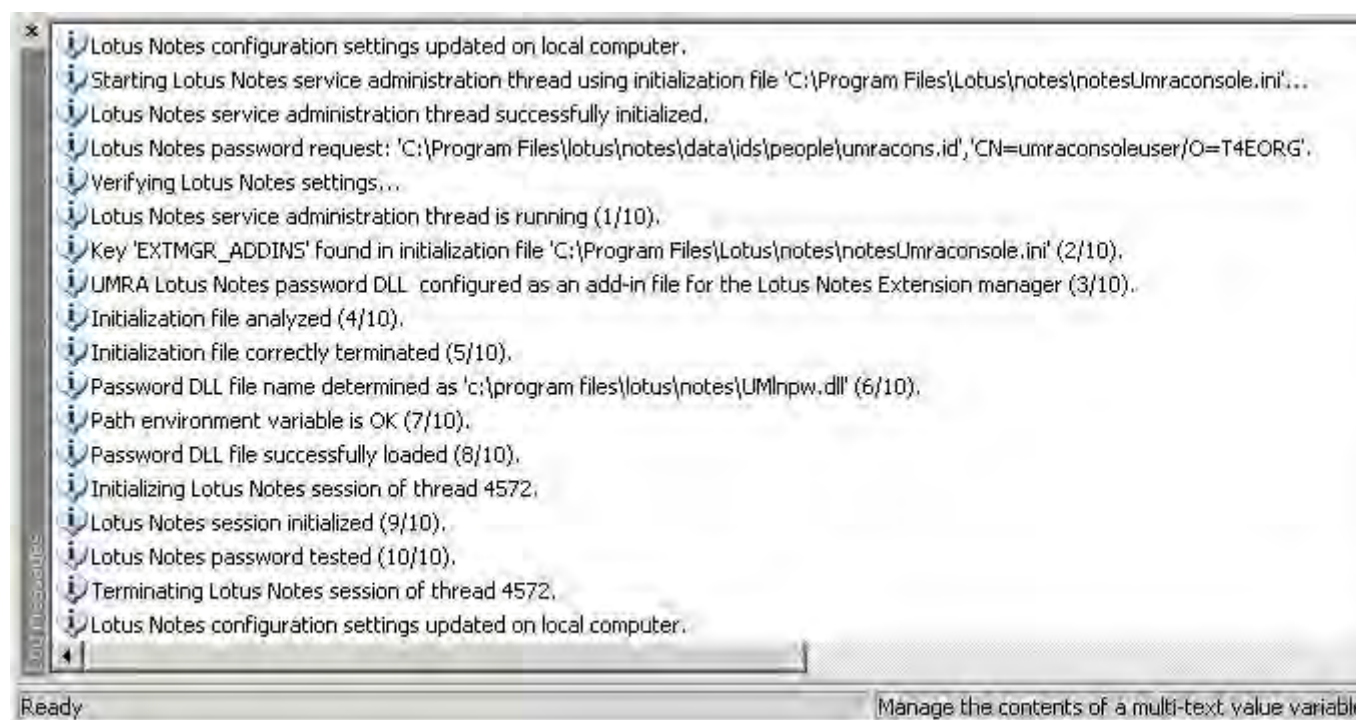 Lotus Notes configuration settings updated on local computer.
Starting Lotus Notes service administration thread using initialization file 'C:\Program Files\Lotus\notes\notesUmraconsole.ini'...
Lotus Notes service administration thread successfully initialized.
Lotus Notes password request: 'C:\Program Files\lotus\notes\data\ids\people\umracons.id','CN=umraconsoleuser/O=T4EORG'.
Verifying Lotus Notes settings...
Lotus Notes service administration thread is running (1/10).
Key 'EXTMGR_ADDINS' found in initialization file 'C:\Program Files\Lotus\notes\notesUmraconsole.ini' (2/10).
UMRA Lotus Notes password DLL  configured as an add-in file for the Lotus Notes Extension manager (3/10).
Initialization file analyzed (4/10).
Initialization file correctly terminated (5/10).
Password DLL file name determined as 'c:\program files\lotus\notes\UMlnpw.dll' (6/10).
Path environment variable is OK (7/10).
Password DLL file successfully loaded (8/10).
Initializing Lotus Notes session of thread 4572.
Lotus Notes session initialized (9/10).
Lotus Notes password tested (10/10).
Terminating Lotus Notes session of thread 4572.
Lotus Notes configuration settings updated on local computer.
Log messages
Ready
Manage the contents of a multi-text value variable